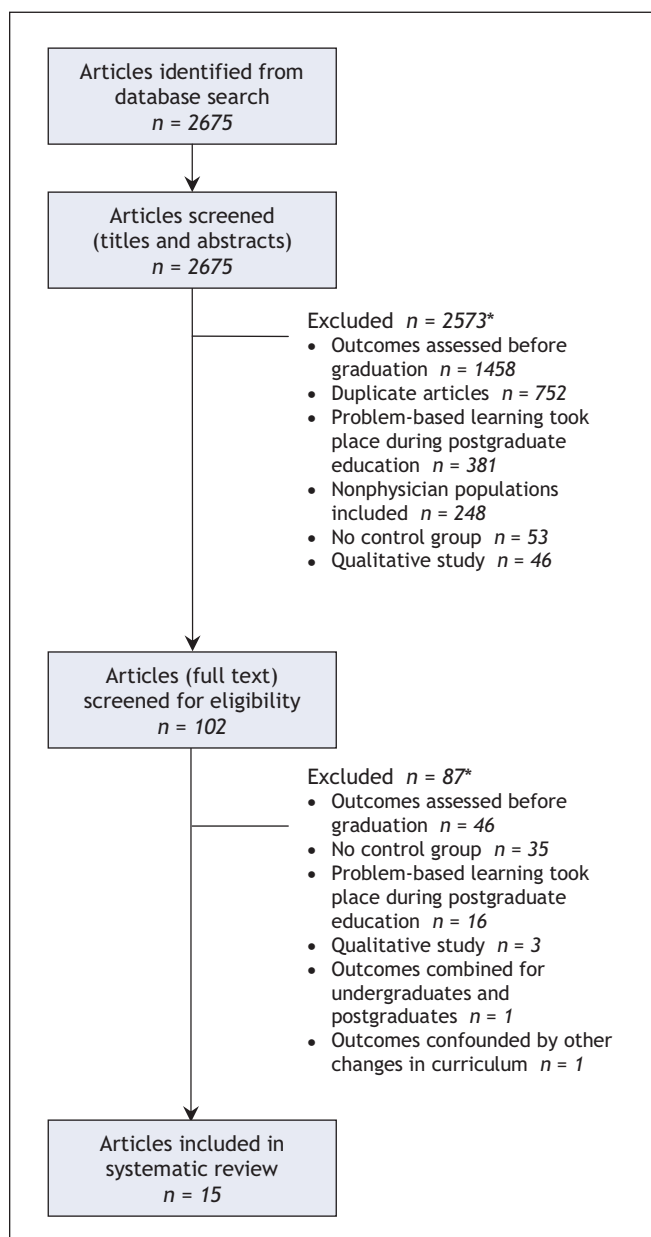 Articles identified from
database search
n = 2675
Articles screened
(titles and abstracts)
n = 2675
Excluded n = 2573*
• Outcomes assessed before
graduation n = 1458
• Duplicate articles n = 752
• Problem-based learning took
place during postgraduate
education n = 381
• Nonphysician populations
included n = 248
• No control group n = 53
• Qualitative study n = 46
Articles (full text)
screened for eligibility
n = 102
Excluded n = 87*
• Outcomes assessed before
graduation n = 46
• No control group n = 35
• Problem-based learning took
place during postgraduate
education n = 16
• Qualitative study n = 3
• Outcomes combined for
undergraduates and
postgraduates n = 1
• Outcomes confounded by other
changes in curriculum n = 1
Articles included in
systematic review
n = 15